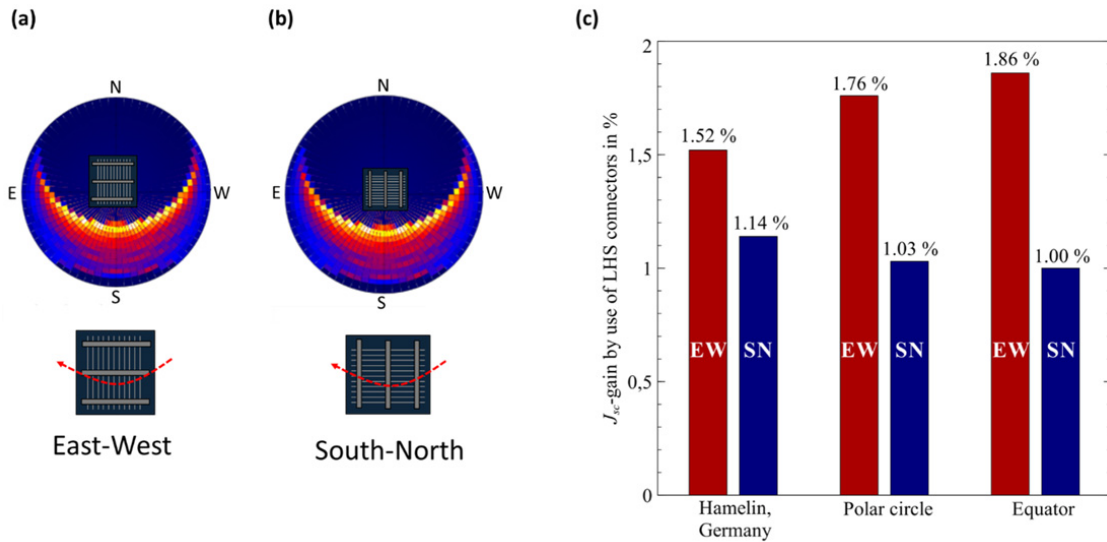 (a)
N
E
W
S
East-West
(b)
N
E
W
S
South-North
(c)
J_sc-gain by use of LHS connectors in %
2
1,5
1
0,5
0
1.52 %
1.14 %
1.76 %
1.03 %
1.86 %
1.00 %
EW
SN
EW
SN
EW
SN
Hamelin,
Germany
Polar circle
Equator